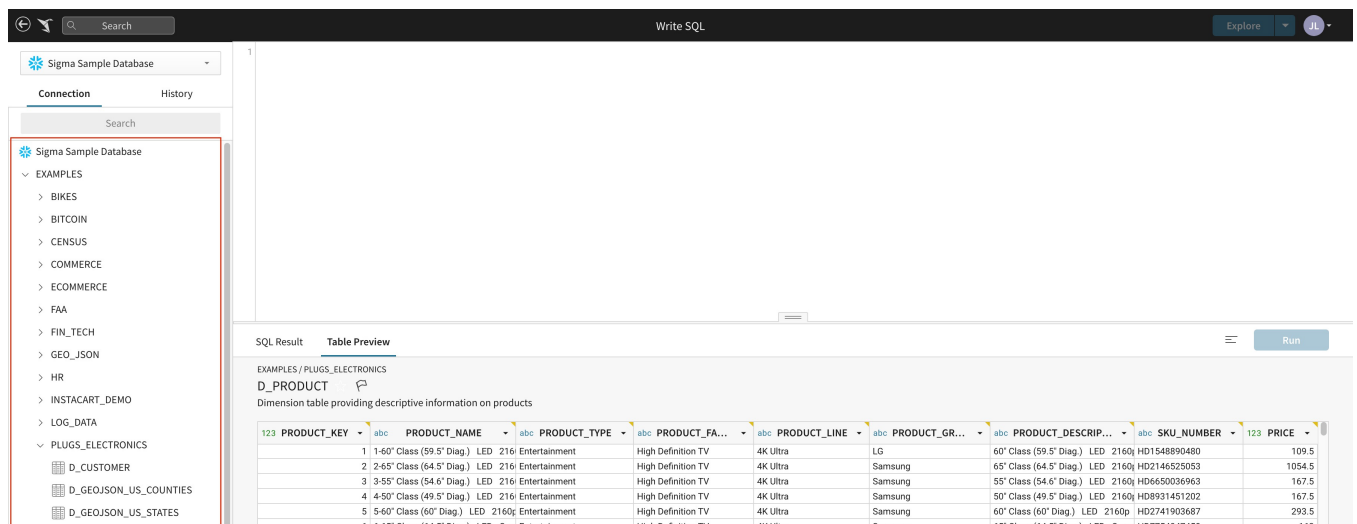 Search
Write SQL
Explore
JL
Sigma Sample Database
Connection History
Search
Sigma Sample Database
EXAMPLES
BIKES
BITCOIN
CENSUS
COMMERCE
ECOMMERCE
FAA
FIN_TECH
GEO_JSON
HR
INSTACART_DEMO
LOG_DATA
PLUGS_ELECTRONICS
D_CUSTOMER
D_GEOJSON_US_COUNTIES
D_GEOJSON_US_STATES
1
SQL Result Table Preview Run
EXAMPLES / PLUGS_ELECTRONICS
D_PRODUCT
Dimension table providing descriptive information on products
123 PRODUCT_KEY abc PRODUCT_NAME abc PRODUCT_TYPE abc PRODUCT_FA... abc PRODUCT_LINE abc PRODUCT_GR... abc PRODUCT_DESCRIP... abc SKU_NUMBER 123 PRICE
1 1-60" Class (59.5" Diag.) LED 216 Entertainment High Definition TV 4K Ultra LG 60" Class (59.5" Diag.) LED 2160p HD1548890480 109.5
2 2-65" Class (64.5" Diag.) LED 216 Entertainment High Definition TV 4K Ultra Samsung 65" Class (64.5" Diag.) LED 2160p HD2146525053 1054.5
3 3-55" Class (54.6" Diag.) LED 216 Entertainment High Definition TV 4K Ultra Samsung 55" Class (54.6" Diag.) LED 2160p HD6650036963 167.5
4 4-50" Class (49.5" Diag.) LED 216 Entertainment High Definition TV 4K Ultra Samsung 50" Class (49.5" Diag.) LED 2160p HD8931451202 167.5
5 5-60" Class (60" Diag.) LED 2160p Entertainment High Definition TV 4K Ultra Samsung 60" Class (60" Diag.) LED 2160p HD2741903687 293.5